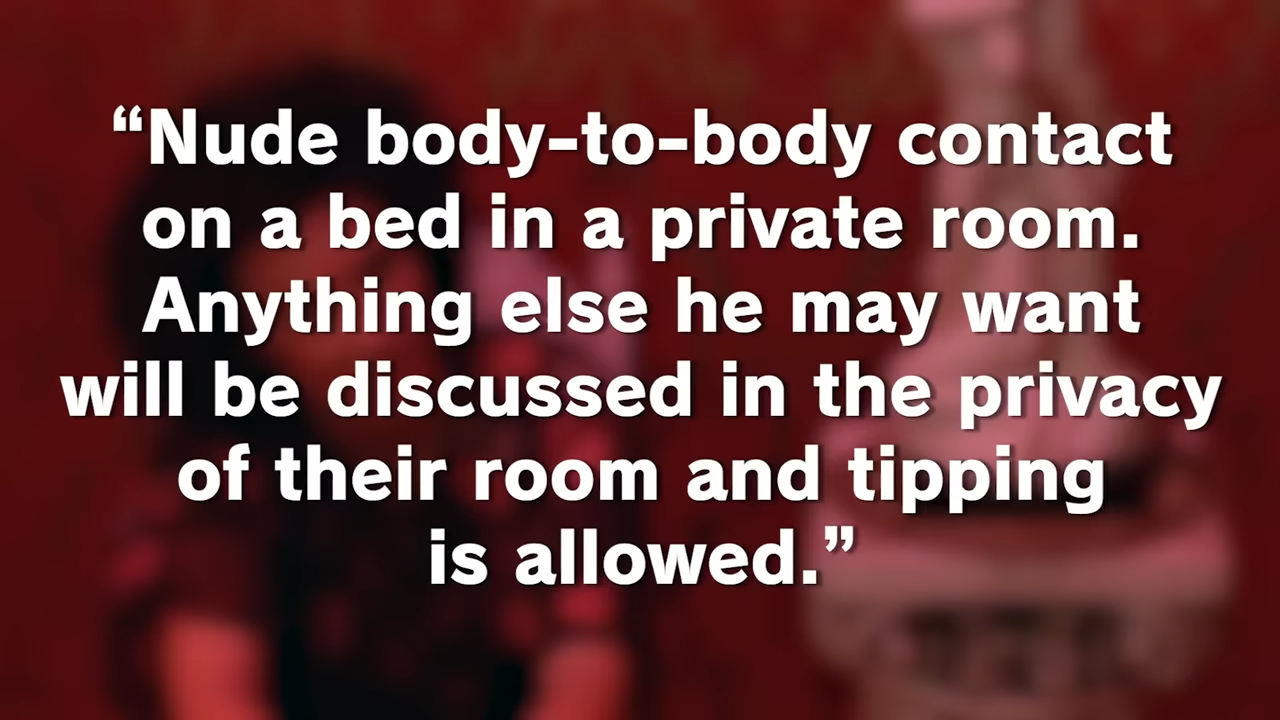 “Nude body-to-body contact
on a bed in a private room.
Anything else he may want
will be discussed in the privacy
of their room and tipping
is allowed.”